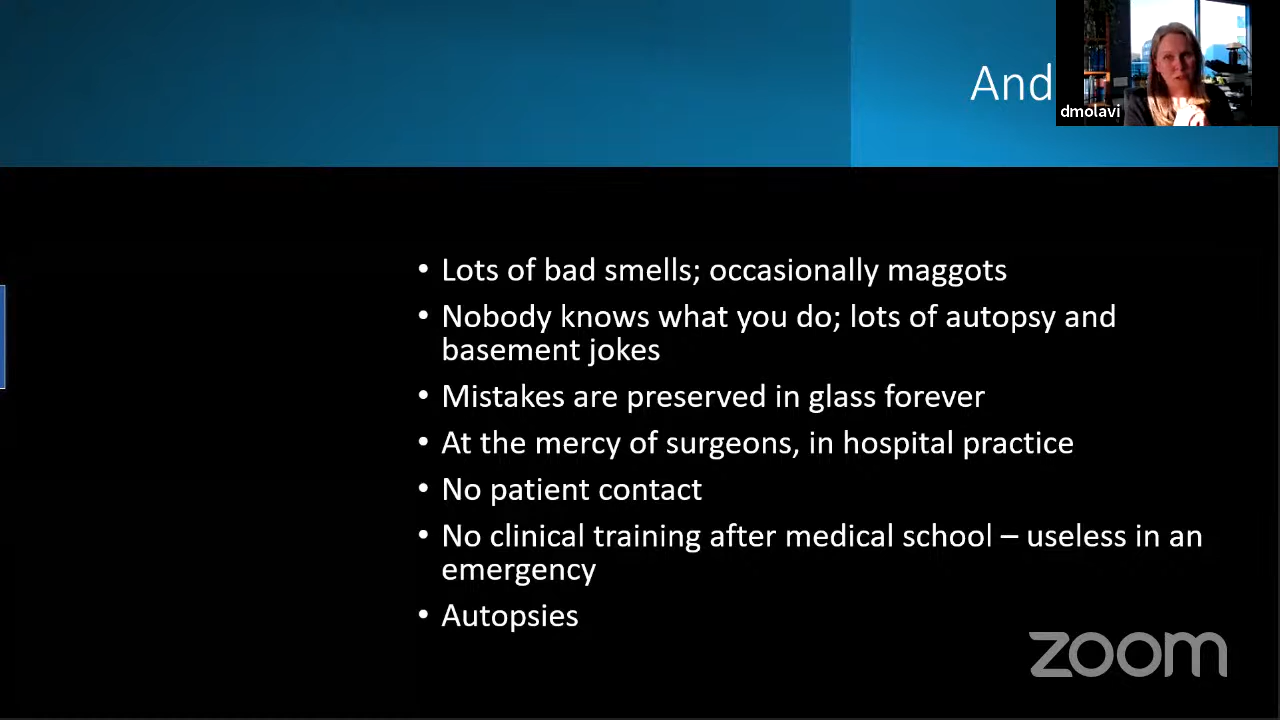 And
dmolavi
• Lots of bad smells; occasionally maggots
• Nobody knows what you do; lots of autopsy and
basement jokes
• Mistakes are preserved in glass forever
• At the mercy of surgeons, in hospital practice
• No patient contact
• No clinical training after medical school – useless in an
emergency
• Autopsies
zoom